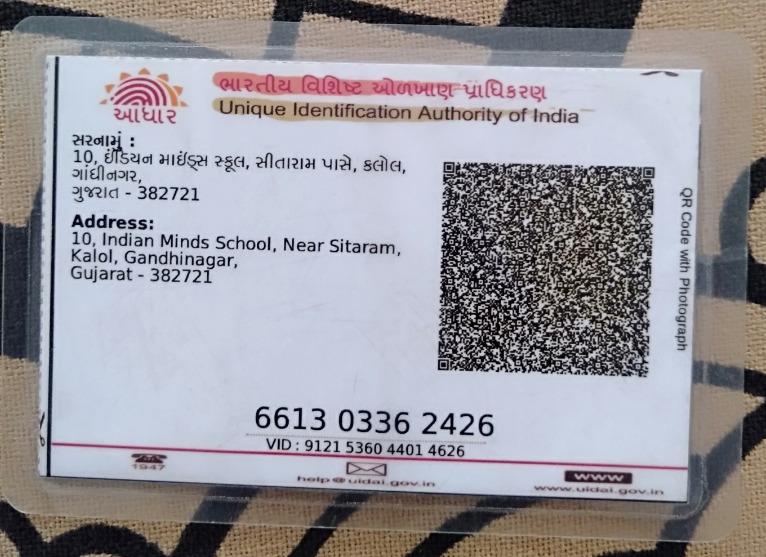 ભારતીય વિશિષ્ટ ઓળખાણ પ્રાધિકરણ
Unique Identification Authority of India
આધાર
સરનામું :
10, ઇંડિયન માઇંડ્સ સ્કૂલ, સીતારામ પાસે, કલોલ,
ગાંધીનગર,
ગુજરાત - 382721
Address:
10, Indian Minds School, Near Sitaram,
Kalol, Gandhinagar,
Gujarat - 382721
QR Code with Photograph
6613 0336 2426
VID : 9121 5360 4401 4626
1947
help@uidai.gov.in
www
www.uidai.gov.in